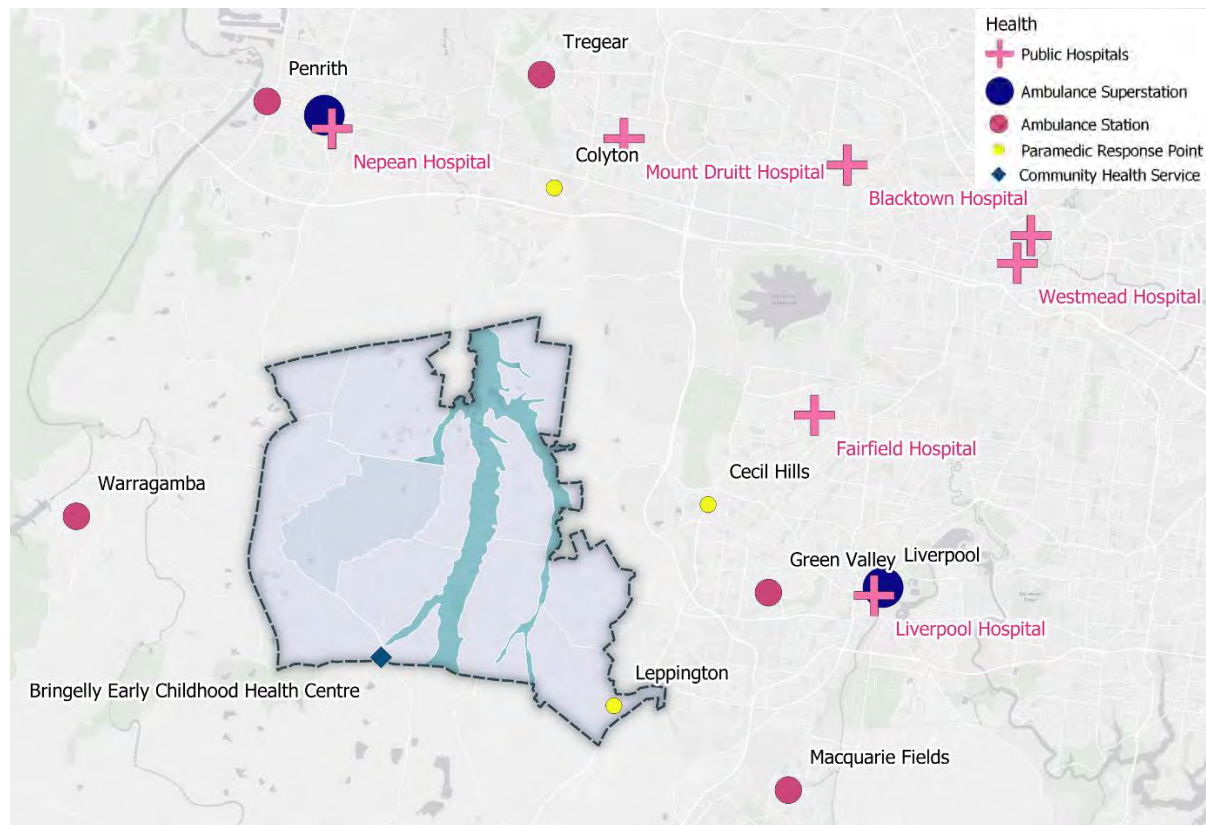 Health
Public Hospitals
Ambulance Superstation
Ambulance Station
Paramedic Response Point
Community Health Service
Tregear
Penrith
Nepean Hospital
Colyton
Mount Druitt Hospital
Blacktown Hospital
Westmead Hospital
Fairfield Hospital
Cecil Hills
Warragamba
Green Valley
Liverpool
Liverpool Hospital
Leppington
Bringelly Early Childhood Health Centre
Macquarie Fields